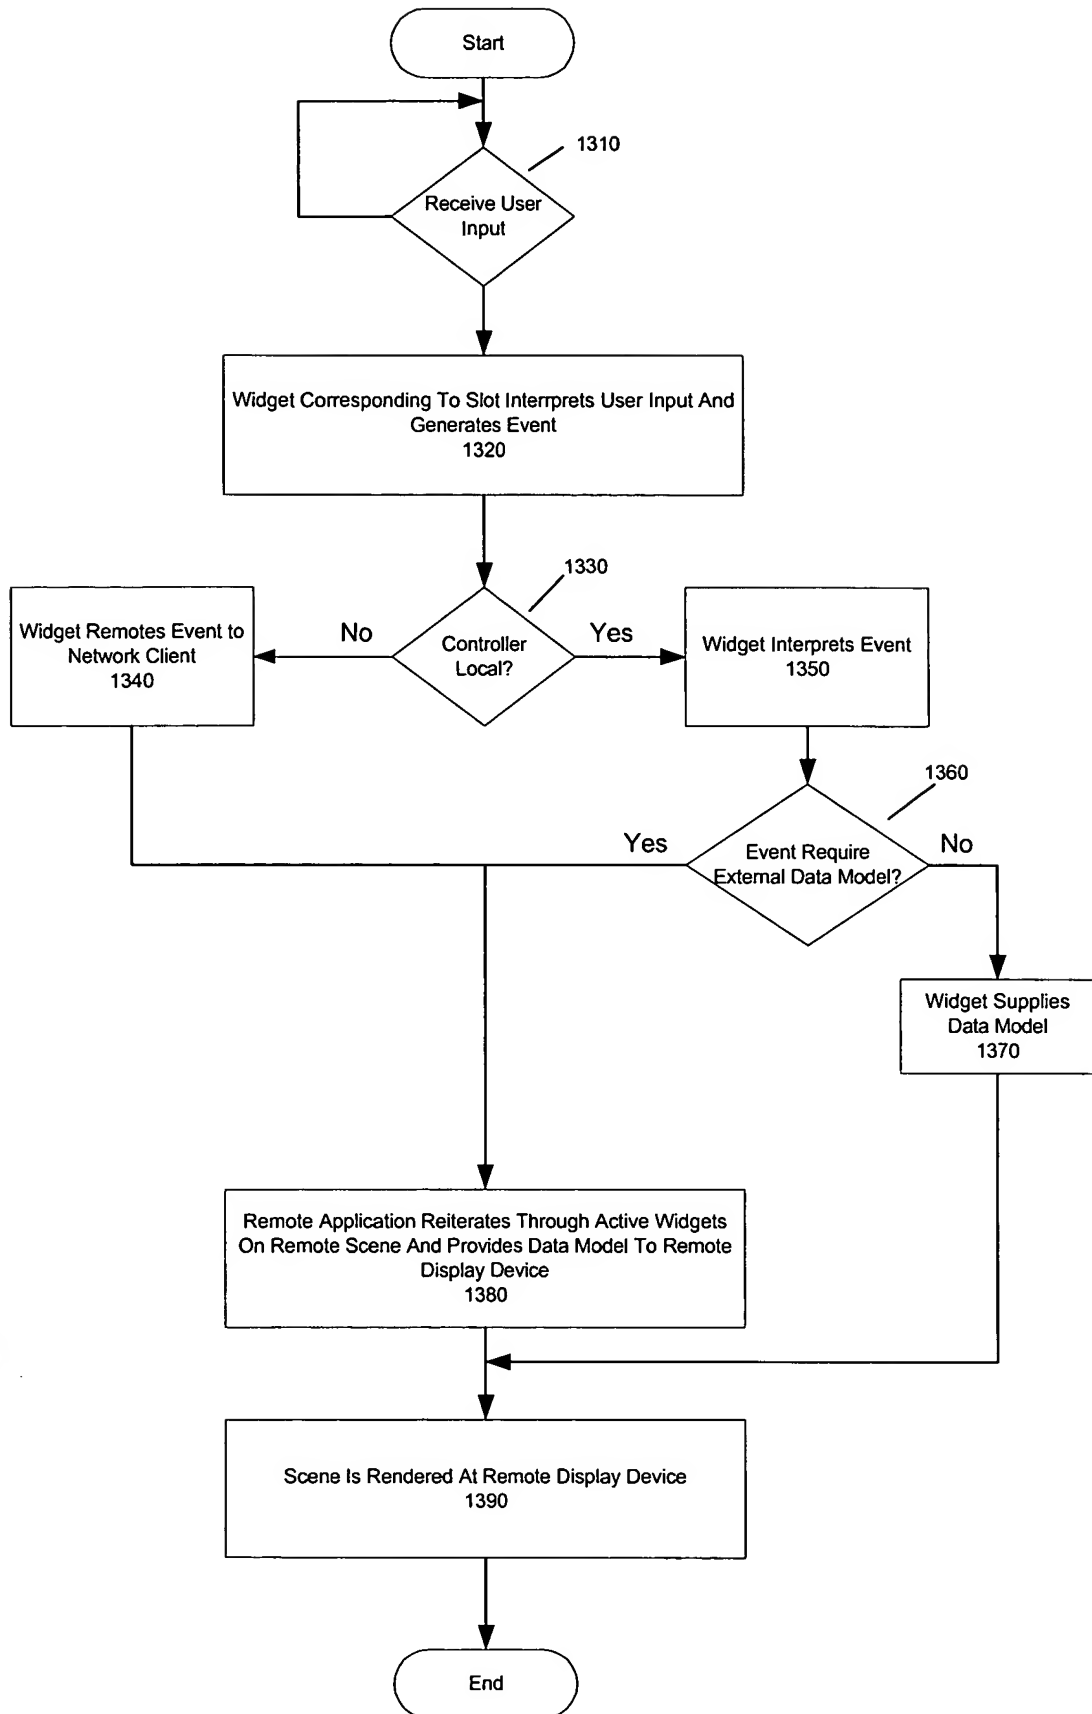 Start
1310
Receive User
Input
Widget Corresponding To Slot Interrprets User Input And
Generates Event
1320
1330
Widget Remotes Event to
Network Client
1340
No
Controller
Local?
Yes
Widget Interprets Event
1350
1360
Yes
Event Require
External Data Model?
No
Widget Supplies
Data Model
1370
Remote Application Reiterates Through Active Widgets
On Remote Scene And Provides Data Model To Remote
Display Device
1380
Scene Is Rendered At Remote Display Device
1390
End